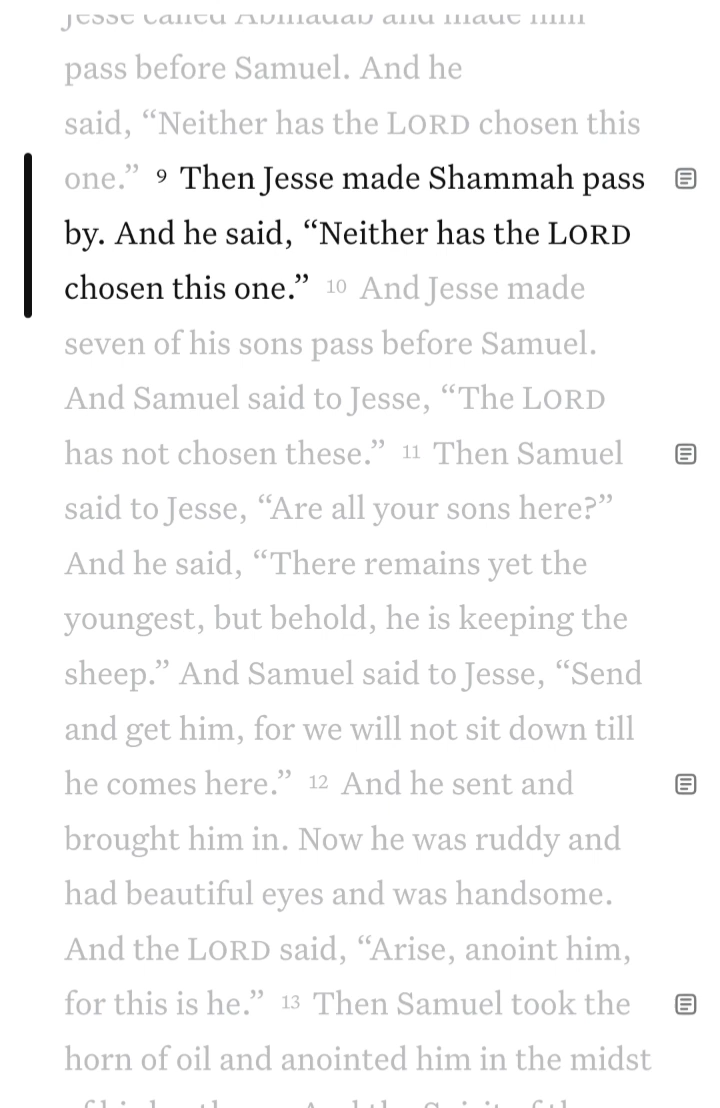 Jesse called Abinadab and made him
pass before Samuel. And he
said, “Neither has the LORD chosen this
one.” 9 Then Jesse made Shammah pass
by. And he said, “Neither has the LORD
chosen this one.” 10 And Jesse made
seven of his sons pass before Samuel.
And Samuel said to Jesse, “The LORD
has not chosen these.” 11 Then Samuel
said to Jesse, “Are all your sons here?”
And he said, “There remains yet the
youngest, but behold, he is keeping the
sheep.” And Samuel said to Jesse, “Send
and get him, for we will not sit down till
he comes here.” 12 And he sent and
brought him in. Now he was ruddy and
had beautiful eyes and was handsome.
And the LORD said, “Arise, anoint him,
for this is he.” 13 Then Samuel took the
horn of oil and anointed him in the midst